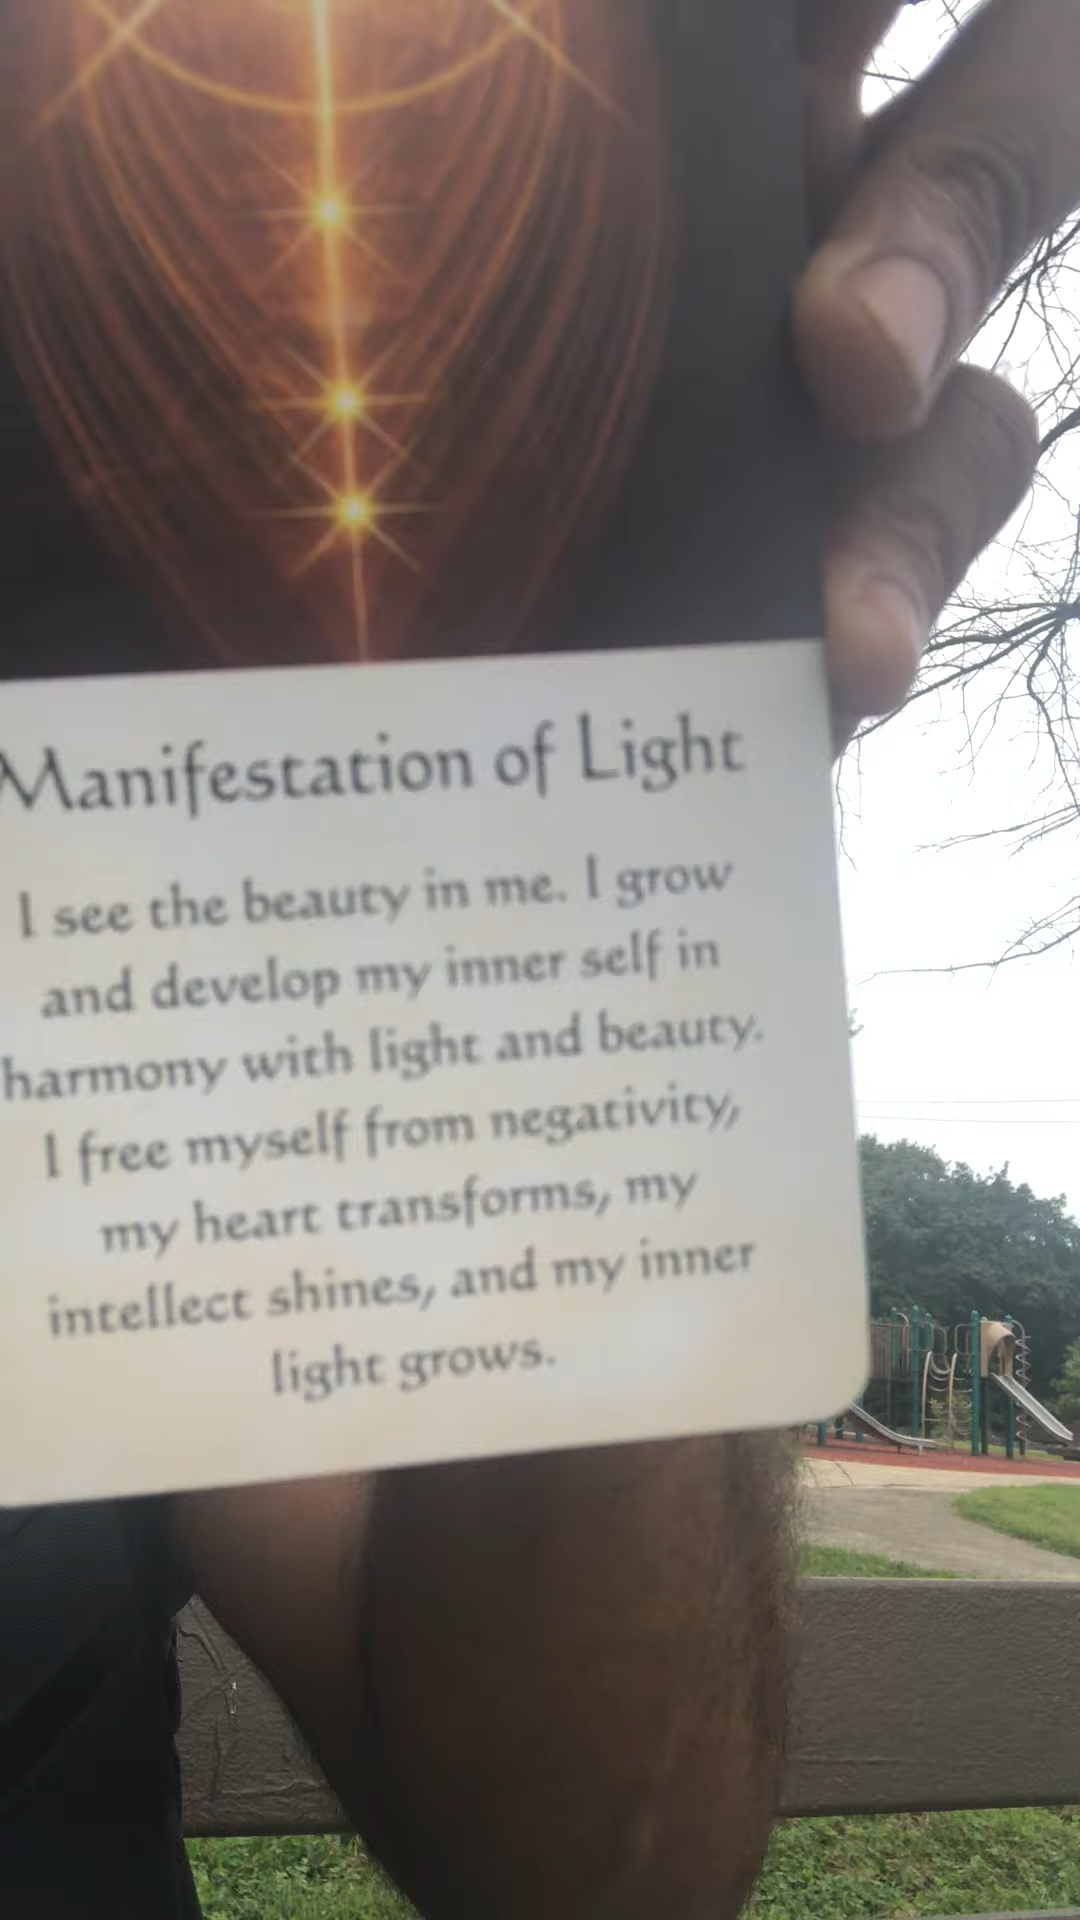 Manifestation of Light
I see the beauty in me. I grow
and develop my inner self in
harmony with light and beauty.
I free myself from negativity,
my heart transforms, my
intellect shines, and my inner
light grows.